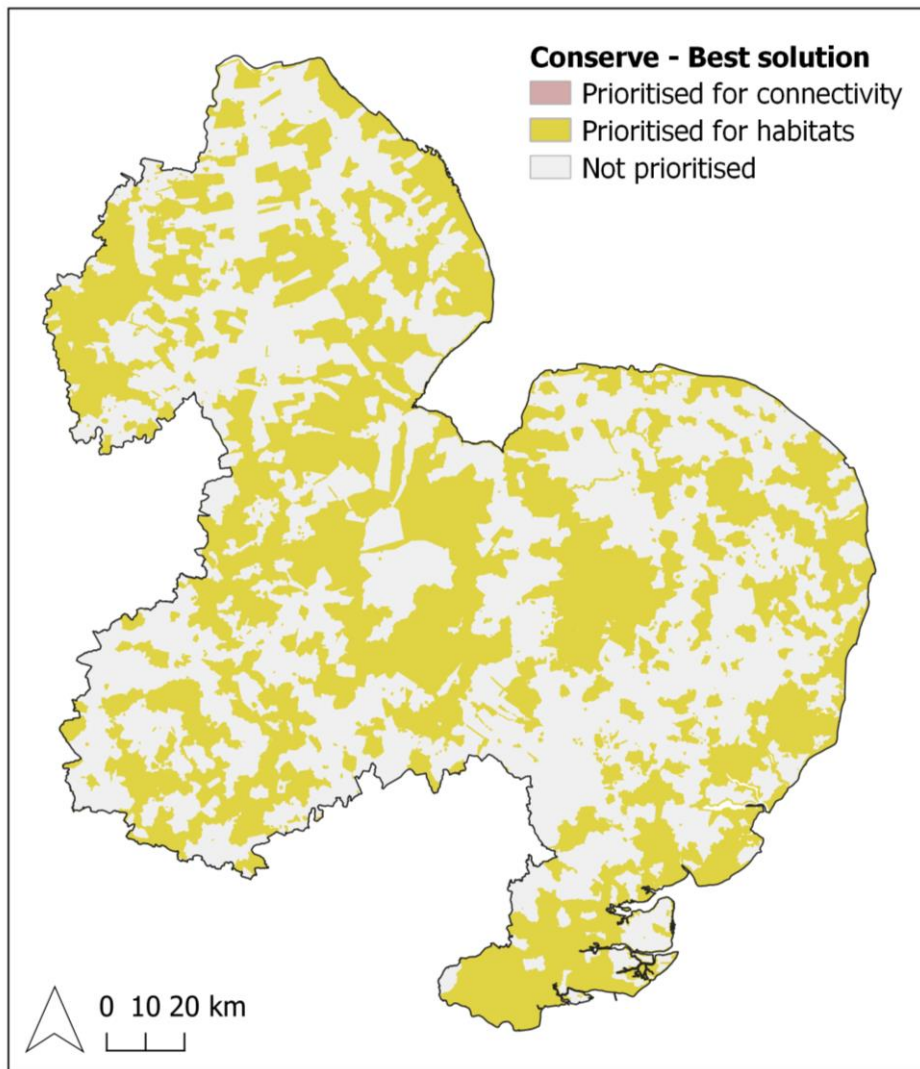 Conserve - Best solution
Prioritised for connectivity
Prioritised for habitats
Not prioritised
0 10 20 km